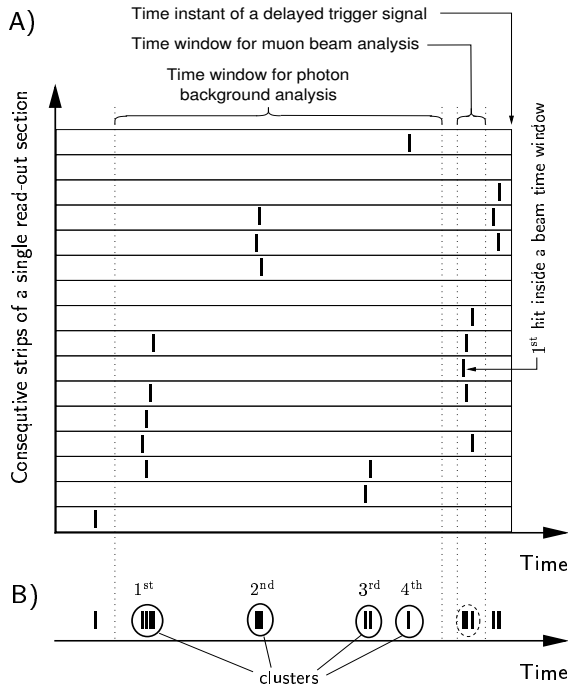 A)
Time instant of a delayed trigger signal
Time window for muon beam analysis
Time window for photon
background analysis
Consequtive strips of a single read-out section
1st hit inside a beam time window
Time
B)
1st
2nd
3rd
4th
clusters
Time